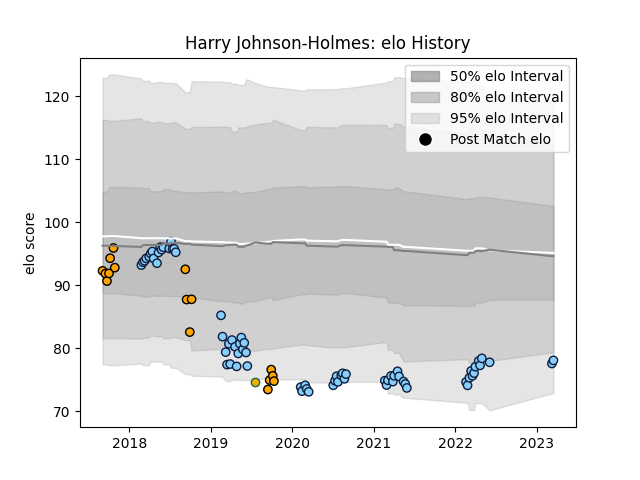 Harry Johnson-Holmes: elo History
50% elo Interval
80% elo Interval
95% elo Interval
Post Match elo
elo score
120
110
100
90
80
70
2018
2019
2020
2021
2022
2023